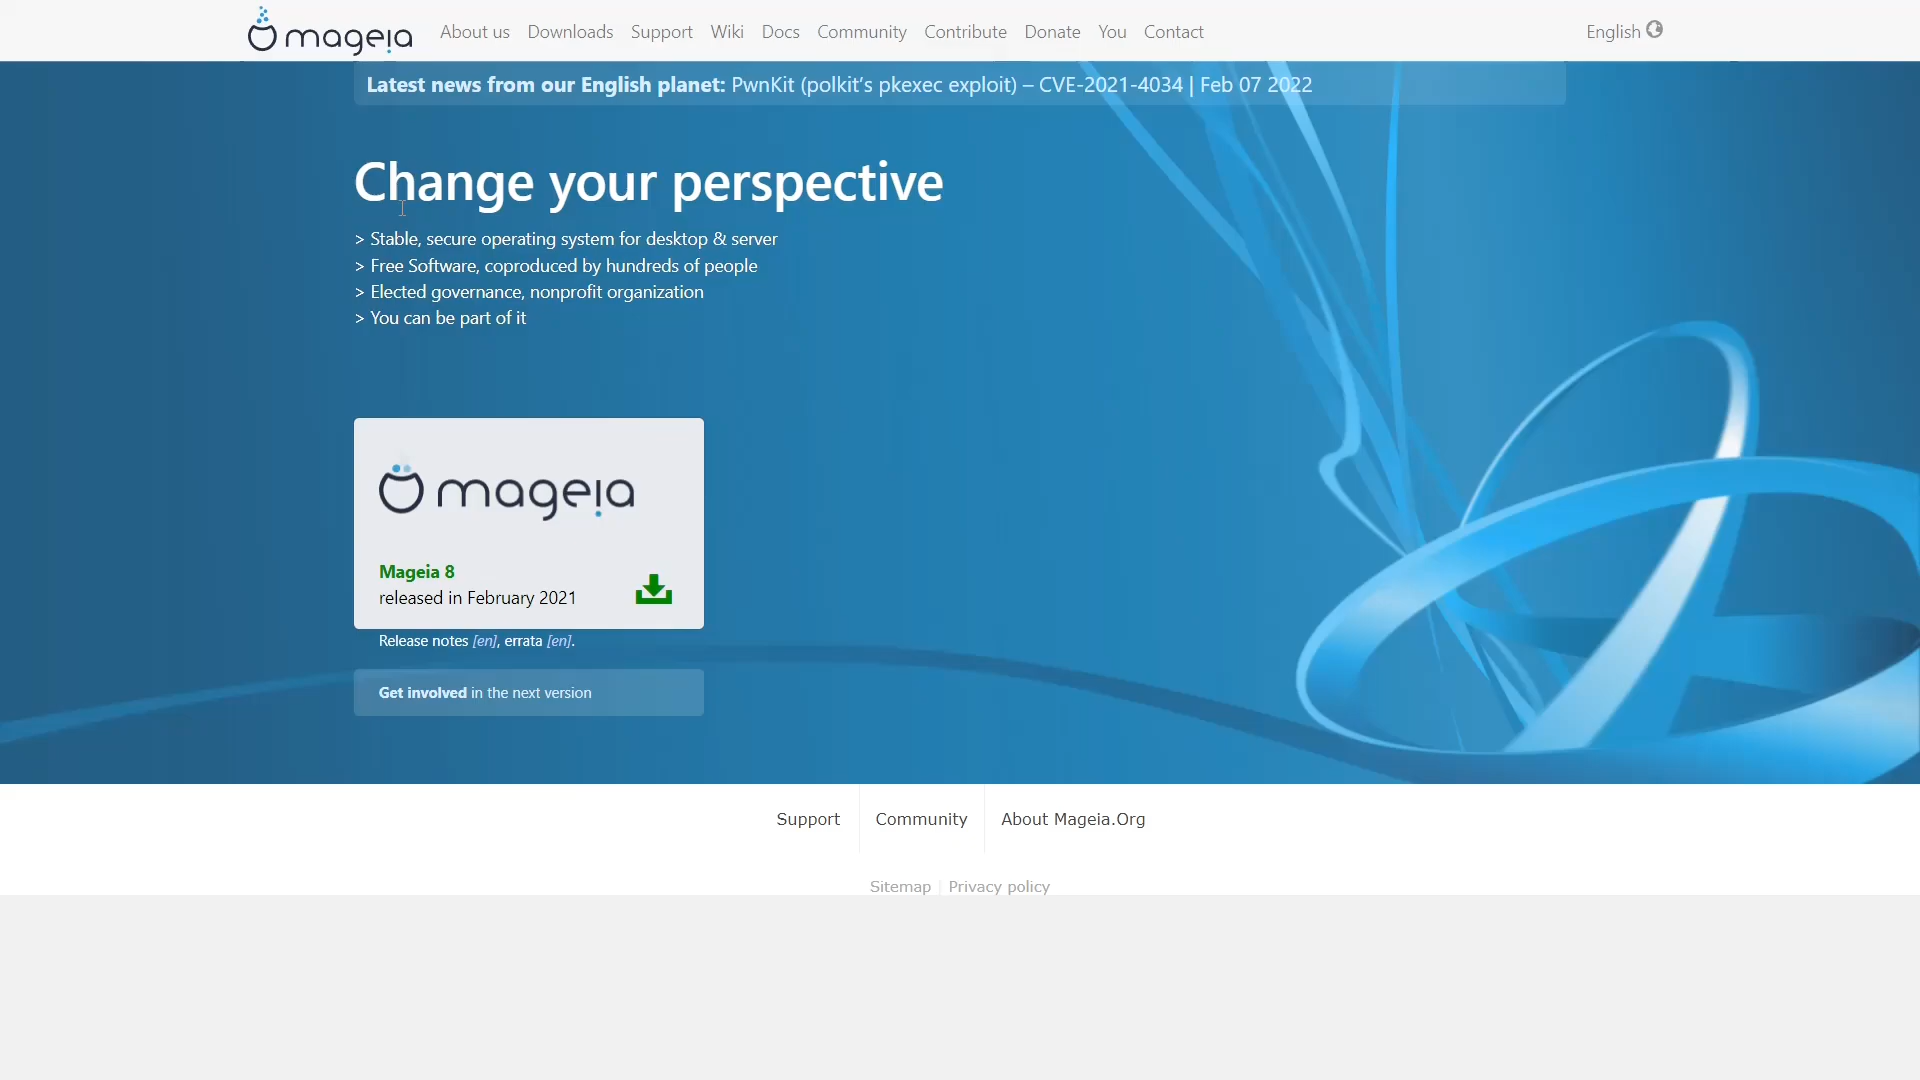 mageia About us Downloads Support Wiki Docs Community Contribute Donate You Contact English
Latest news from our English planet: PwnKit (polkit’s pkexec exploit) – CVE-2021-4034 | Feb 07 2022
Change your perspective
> Stable, secure operating system for desktop & server
> Free Software, coproduced by hundreds of people
> Elected governance, nonprofit organization
> You can be part of it
mageia
Mageia 8
released in February 2021
Release notes [en], errata [en].
Get involved in the next version
Support Community About Mageia.Org
Sitemap | Privacy policy